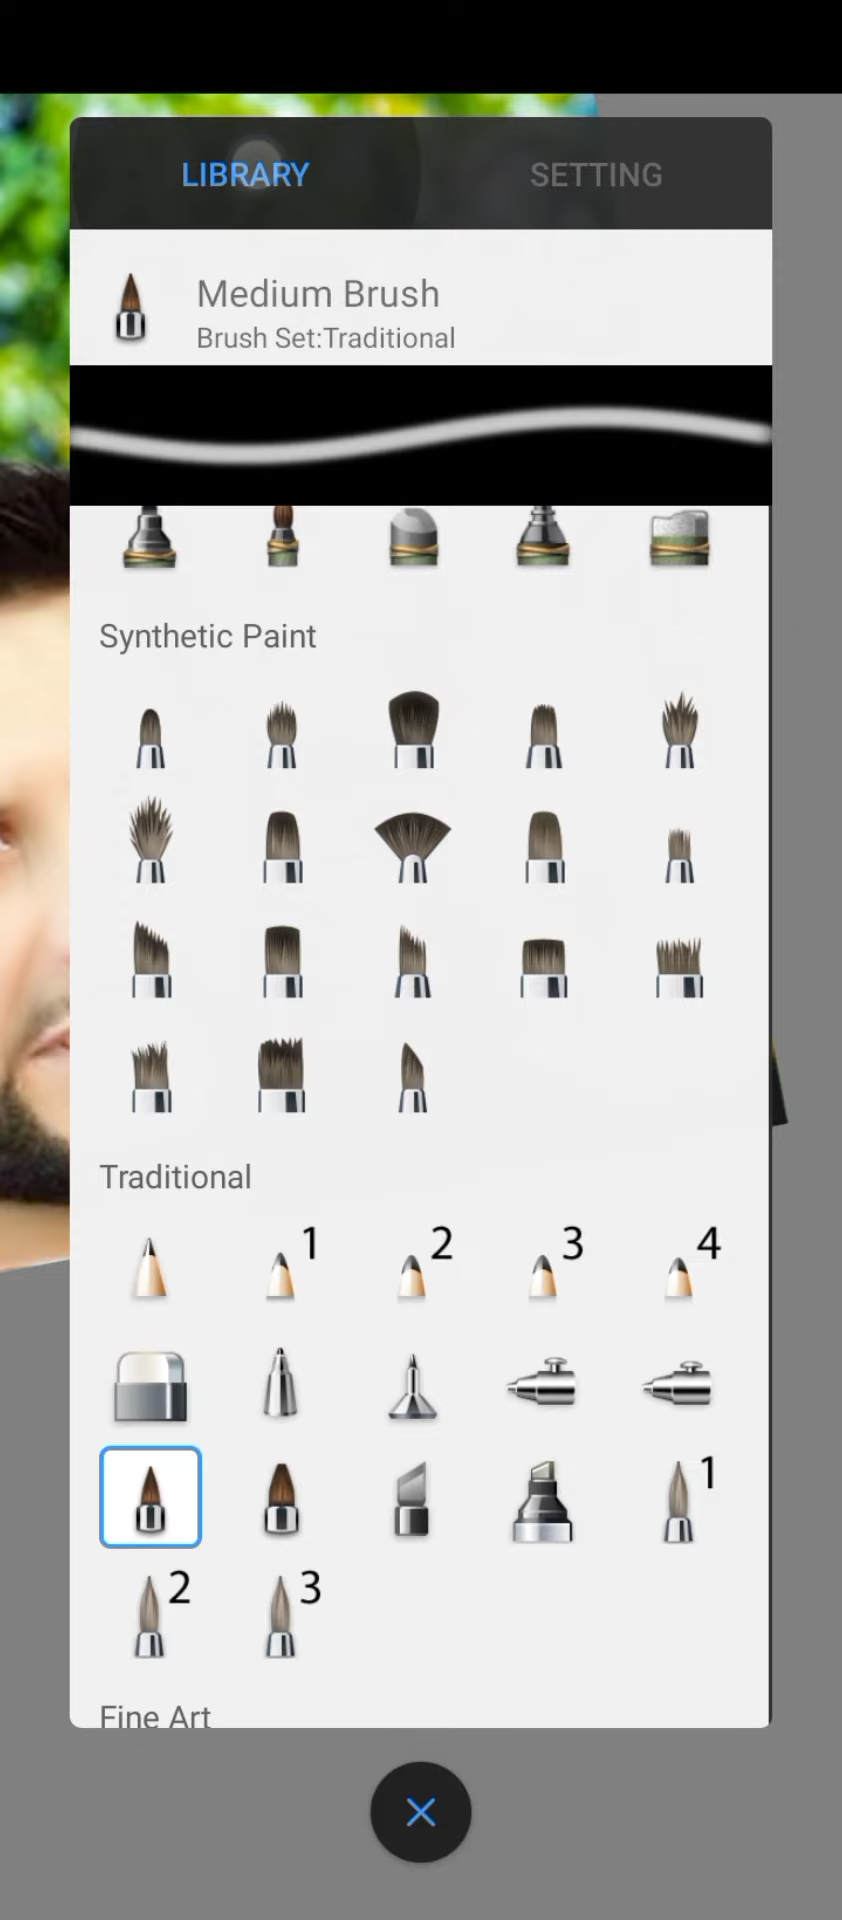 LIBRARY
SETTING
Medium Brush
Brush Set:Traditional
Synthetic Paint
Traditional
1
2
3
4
1
2
3
Fine Art